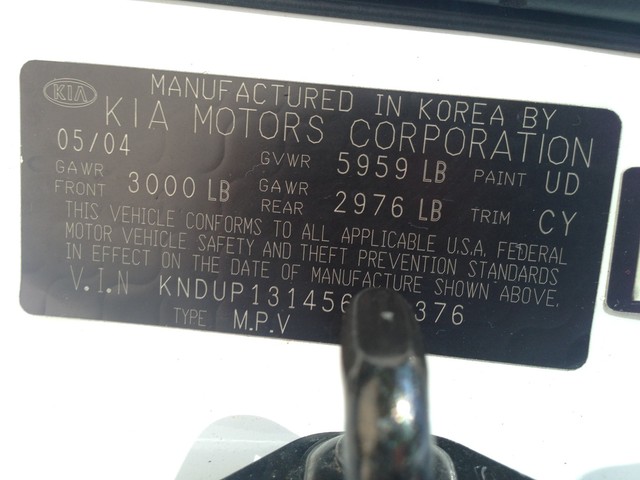 KIA
MANUFACTURED IN KOREA BY
KIA MOTORS CORPORATION
05/04
GVWR 5959 LB PAINT UD
GAWR FRONT 3000 LB GAWR REAR 2976 LB TRIM CY
THIS VEHICLE CONFORMS TO ALL APPLICABLE U.S.A. FEDERAL
MOTOR VEHICLE SAFETY AND THEFT PREVENTION STANDARDS
IN EFFECT ON THE DATE OF MANUFACTURE SHOWN ABOVE.
V.I.N
TYPE M.P.V